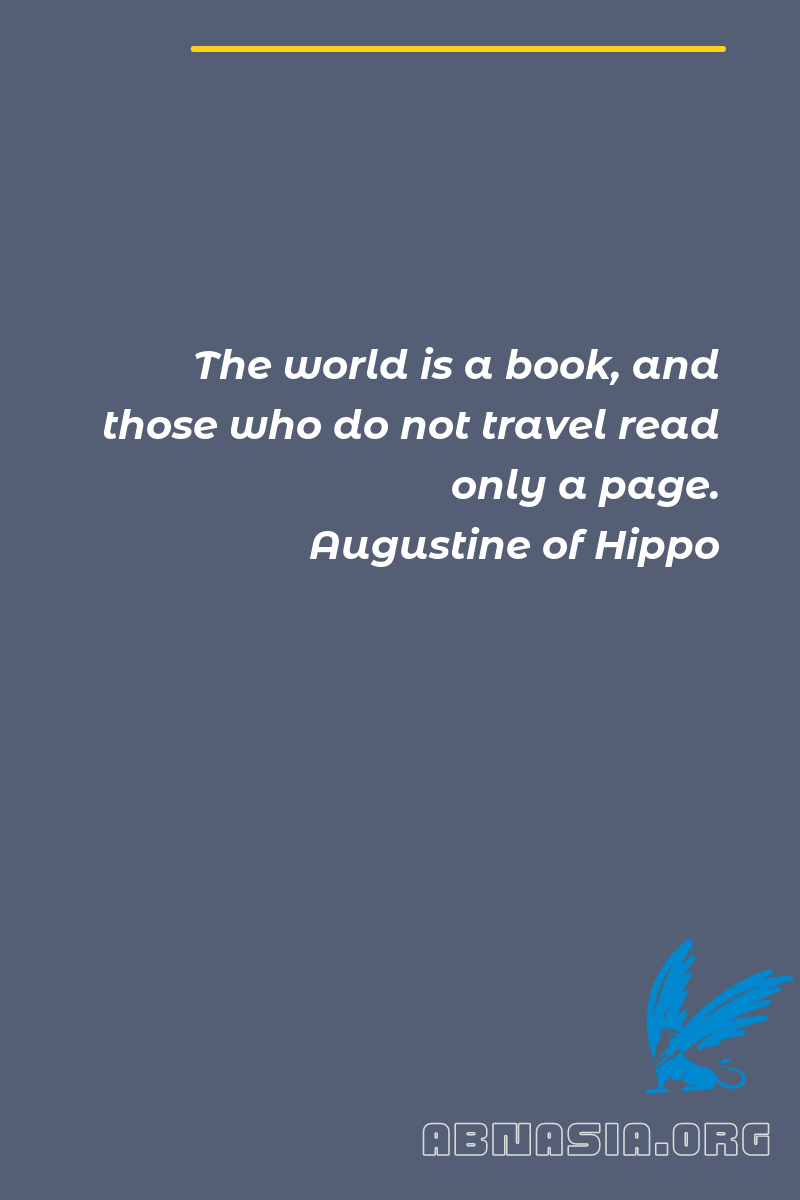 The world is a book, and
those who do not travel read
only a page.
Augustine of Hippo
ABNASIA.ORG